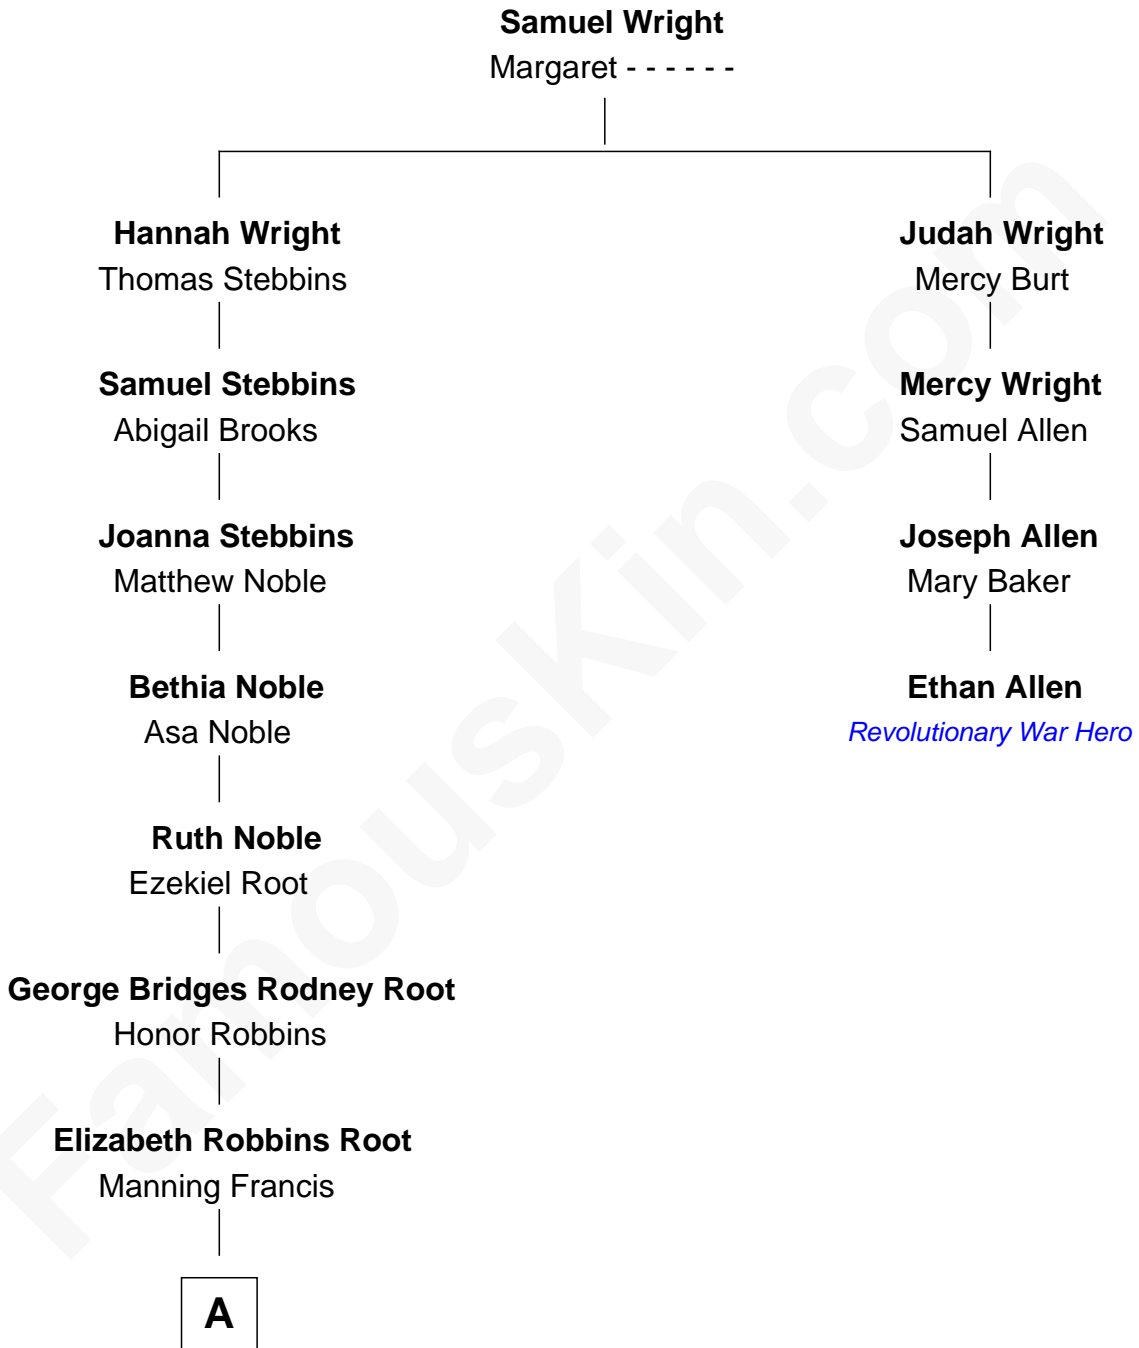 Samuel Wright
Margaret - - - - - -
Hannah Wright
Thomas Stebbins
Judah Wright
Mercy Burt
Samuel Stebbins
Abigail Brooks
Mercy Wright
Samuel Allen
Joanna Stebbins
Matthew Noble
Joseph Allen
Mary Baker
Bethia Noble
Asa Noble
Ethan Allen
Revolutionary War Hero
Ruth Noble
Ezekiel Root
George Bridges Rodney Root
Honor Robbins
Elizabeth Robbins Root
Manning Francis
A
FamousKin.com